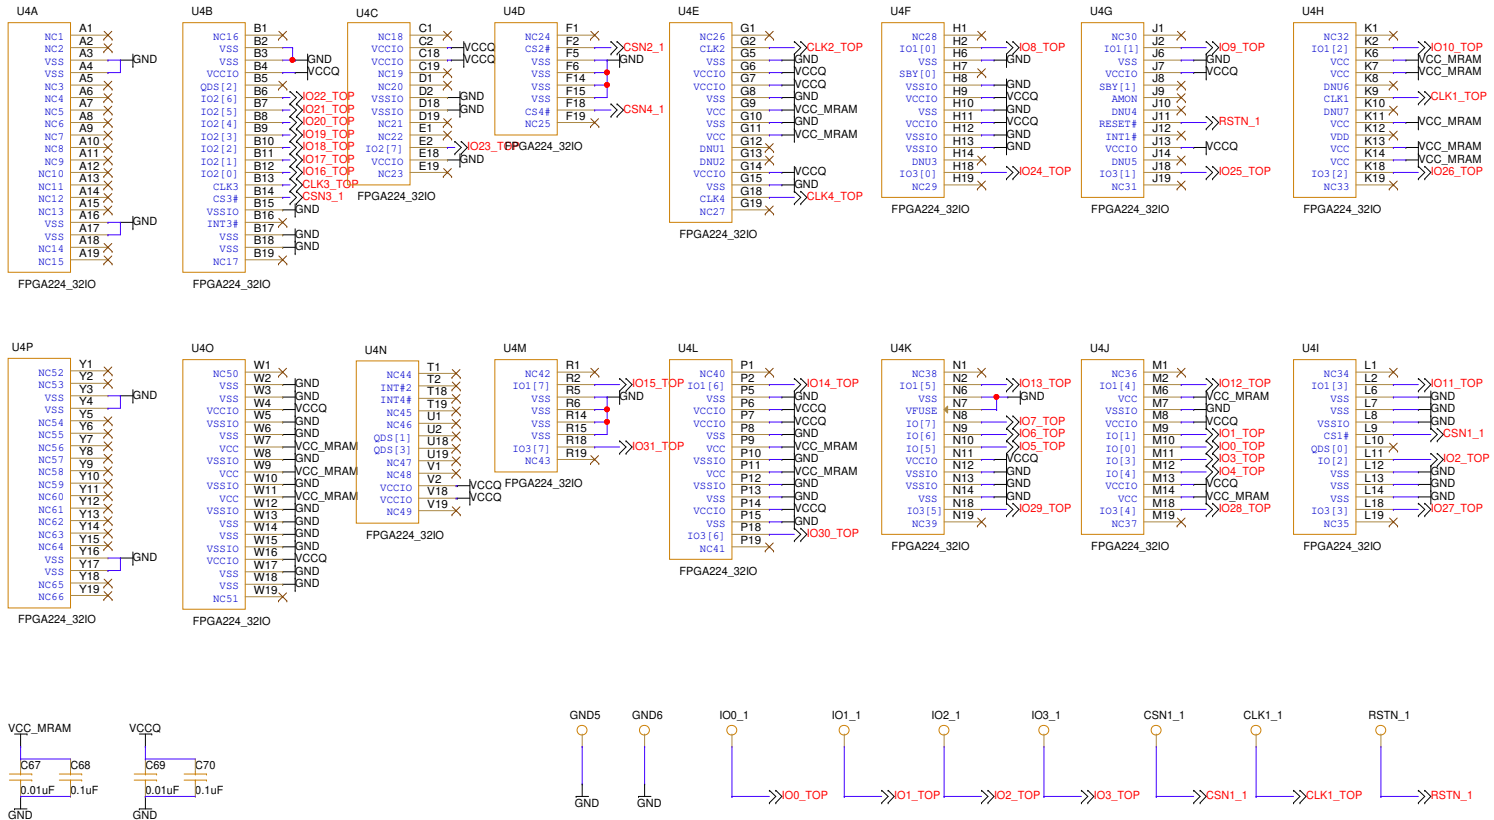 U4A
NC1 A1
NC2 A2
VSS A3
VSS A4 GND
NC3 A5
NC4 A6
NC5 A7
NC6 A8
NC7 A9
NC8 A10
NC9 A11
NC10 A12
NC11 A13
NC12 A14
NC13 A15
VSS A16 GND
VSS A17
NC14 A18
NC15 A19
FPGA224_32IO
U4B
NC16 B1
VSS B2
VSS B3 GND
VCCIO B4 VCCQ
QDS[2] B5
IO2[6] B6 IO22_TOP
IO2[5] B7 IO21_TOP
IO2[4] B8 IO20_TOP
IO2[3] B9 IO19_TOP
IO2[2] B10 IO18_TOP
IO2[1] B11 IO17_TOP
IO2[0] B12 IO16_TOP
CLK3 B13 CLK3_TOP
CS3# B14 CSN3_1
VSSIO B15 GND
INT3# B16
VSS B17 GND
VSS B18 GND
NC17 B19
FPGA224_32IO
U4C
NC18 C1
VCCIO C2 VCCQ
VCCIO C18 VCCQ
NC19 C19
NC20 D1
VSSIO D2 GND
VSSIO D18 GND
NC21 D19
NC22 E1
IO2[7] E2 IO23_TOP
VCCIO E18 GND
NC23 E19
FPGA224_32IO
U4D
NC24 F1
CS2# F2 CSN2_1
VSS F5 GND
VSS F6
VSS F14
VSS F15
CS4# F18 CSN4_1
NC25 F19
FPGA224_32IO
U4E
NC26 G1
CLK2 G2 CLK2_TOP
VSS G5 GND
VCCIO G6 VCCQ
VSSIO G7 GND
VCCIO G8 VCCQ
VSS G9 GND
VCC G10 VCC_MRAM
VSS G10 GND
VCC G11 VCC_MRAM
DNU1 G12
DNU2 G13
VCCIO G14 VCCQ
VSS G15 GND
CLK4 G18 CLK4_TOP
NC27 G19
FPGA224_32IO
U4F
NC28 H1
IO1[0] H2 IO8_TOP
VSS H6 GND
SBY[0] H7
VSSIO H8 GND
VCCIO H9 VCCQ
VSS H10 GND
VCCIO H11 VCCQ
VSSIO H12 GND
VSSIO H13 GND
DNU3 H14
IO3[0] H18 IO24_TOP
NC29 H19
FPGA224_32IO
U4G
NC30 J1
IO1[1] J2 IO9_TOP
VSS J6 GND
VCCIO J7 VCCQ
SBY[1] J8
AMON J9
DNU4 J10
RESET# J11 RSTN_1
INT1# J12
VCCIO J13 VCCQ
DNU5 J14
IO3[1] J18 IO25_TOP
NC31 J19
FPGA224_32IO
U4H
NC32 K1
IO1[2] K2 IO10_TOP
VCC K6 VCC_MRAM
VCC K7 VCC_MRAM
DNU6 K8
CLK1 K9 CLK1_TOP
DNU7 K10
VCC K11 VCC_MRAM
VDD K12
VCC K13 VCC_MRAM
VCC K14 VCC_MRAM
IO3[2] K18 IO26_TOP
NC33 K19
FPGA224_32IO
U4P
NC52 Y1
NC53 Y2
VSS Y3 GND
VSS Y4
NC54 Y5
NC55 Y6
NC56 Y7
NC57 Y8
NC58 Y9
NC59 Y10
NC60 Y11
NC61 Y12
NC62 Y13
NC63 Y14
NC64 Y15
VSS Y16 GND
VSS Y17
NC65 Y18
NC66 Y19
FPGA224_32IO
U4O
NC50 W1
VSS W2 GND
VSS W3 GND
VCCIO W4 VCCQ
VSSIO W5 GND
VSS W6 GND
VCC W7 VCC_MRAM
VSSIO W8 GND
VCC W9 VCC_MRAM
VSSIO W10 GND
VCC W11 VCC_MRAM
VSSIO W12 GND
VSS W13 GND
VSS W14 GND
VSSIO W15 GND
VCCIO W16 VCCQ
VSS W17 GND
VSS W18 GND
NC51 W19
FPGA224_32IO
U4N
NC44 T1
INT#2 T2
INT4# T18
NC45 T19
NC46 U1
QDS[1] U2
QDS[3] U18
NC47 U19
NC48 V1
VCCIO V2 VCCQ
VCCIO V18 VCCQ
NC49 V19
FPGA224_32IO
U4M
NC42 R1
IO1[7] R2 IO15_TOP
VSS R5 GND
VSS R6
VSS R14
VSS R15
IO3[7] R18 IO31_TOP
NC43 R19
FPGA224_32IO
U4L
NC40 P1
IO1[6] P2 IO14_TOP
VSS P5 GND
VCCIO P6 VCCQ
VSSIO P7 GND
VCCIO P7 VCCQ
VSS P8 GND
VCC P9 VCC_MRAM
VSSIO P10 GND
VCC P11 VCC_MRAM
VSSIO P12 GND
VSS P13 GND
VCCIO P14 VCCQ
VSS P15 GND
IO3[6] P18 IO30_TOP
NC41 P19
FPGA224_32IO
U4K
NC38 N1
IO1[5] N2 IO13_TOP
VSS N6 GND
VFUSE N7
IO[7] N8 IO7_TOP
IO[6] N9 IO6_TOP
IO[5] N10 IO5_TOP
VCCIO N11 VCCQ
VSSIO N12 GND
VSSIO N13 GND
VSS N14 GND
IO3[5] N18 IO29_TOP
NC39 N19
FPGA224_32IO
U4J
NC36 M1
IO1[4] M2 IO12_TOP
VCC M6 VCC_MRAM
VSSIO M7 GND
VCCIO M8 VCCQ
IO[1] M9 IO1_TOP
IO[0] M10 IO0_TOP
IO[3] M11 IO3_TOP
IO[4] M12 IO4_TOP
VCCIO M13 VCCQ
VCC M14 VCC_MRAM
IO3[4] M18 IO28_TOP
NC37 M19
FPGA224_32IO
U4I
NC34 L1
IO1[3] L2 IO11_TOP
VSS L6 GND
VSS L7 GND
VSS L8 GND
CS1# L9 CSN1_1
QDS[0] L10
IO[2] L11 IO2_TOP
VSS L12 GND
VSS L13 GND
VSS L14 GND
IO3[3] L18 IO27_TOP
NC35 L19
FPGA224_32IO
VCC_MRAM
C67 C68
0.01uF 0.1uF
GND
VCCQ
C69 C70
0.01uF 0.1uF
GND
GND5 GND6 IO0_1 IO1_1 IO2_1 IO3_1 CSN1_1 CLK1_1 RSTN_1
GND GND IO0_TOP IO1_TOP IO2_TOP IO3_TOP CSN1_1 CLK1_TOP RSTN_1